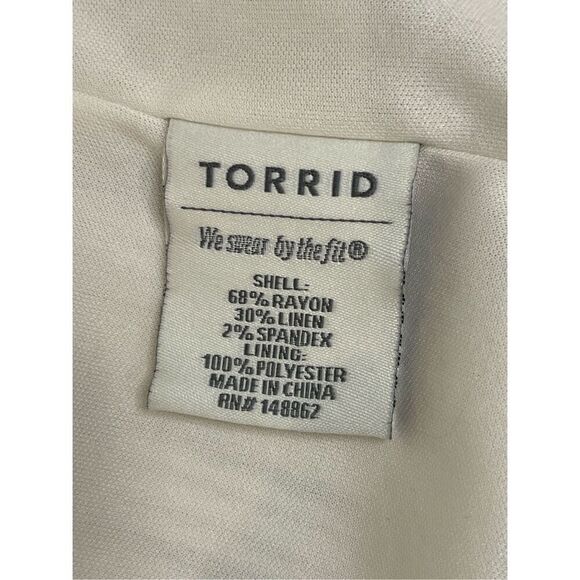 TORRID
We swear by the fit®
SHELL:
68% RAYON
30% LINEN
2% SPANDEX
LINING:
100% POLYESTER
MADE IN CHINA
RN# 148862